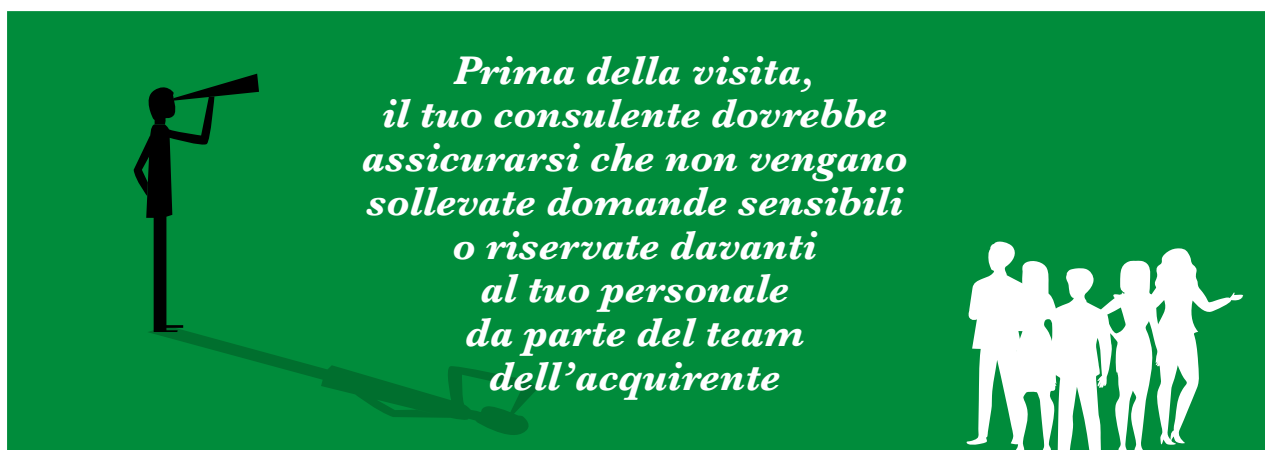 Prima della visita,
il tuo consulente dovrebbe
assicurarsi che non vengano
sollevate domande sensibili
o riservate davanti
al tuo personale
da parte del team
dell’acquirente